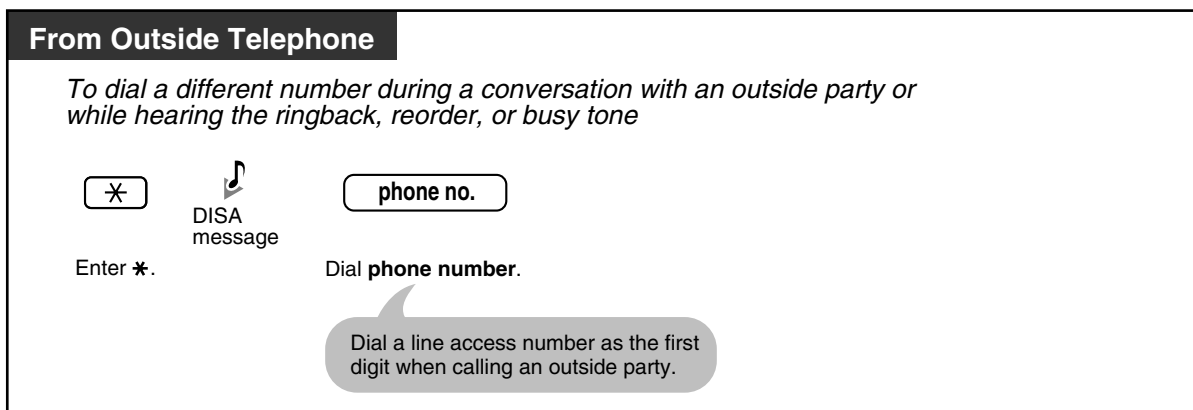 From Outside Telephone
To dial a different number during a conversation with an outside party or
while hearing the ringback, reorder, or busy tone
phone no.
DISA
message
Enter *.
Dial phone number.
Dial a line access number as the first
digit when calling an outside party.